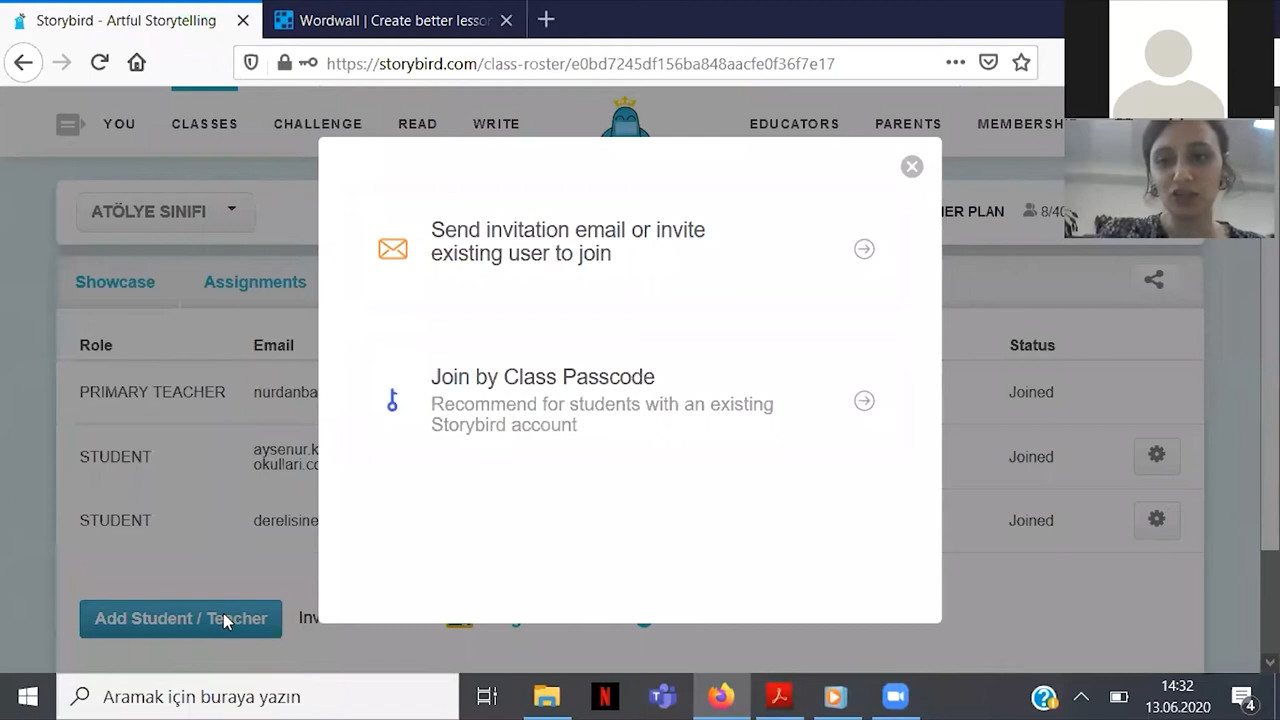 Storybird - Artful Storytelling
Wordwall | Create better lesso
https://storybird.com/class-roster/e0bd7245df156ba848aacfe0f36f7e17
YOU
CLASSES
CHALLENGE
READ
WRITE
EDUCATORS
PARENTS
MEMBERSH
ATÖLYE SINIFI
HER PLAN
8/40
Send invitation email or invite
existing user to join
Showcase
Assignments
Role
Email
Status
Join by Class Passcode
Recommend for students with an existing
Storybird account
PRIMARY TEACHER
nurdanba
Joined
STUDENT
aysenur.k
okullari.co
Joined
STUDENT
derelisine
Joined
Add Student / Teacher
Inv
Aramak için buraya yazın
14:32
13.06.2020
4